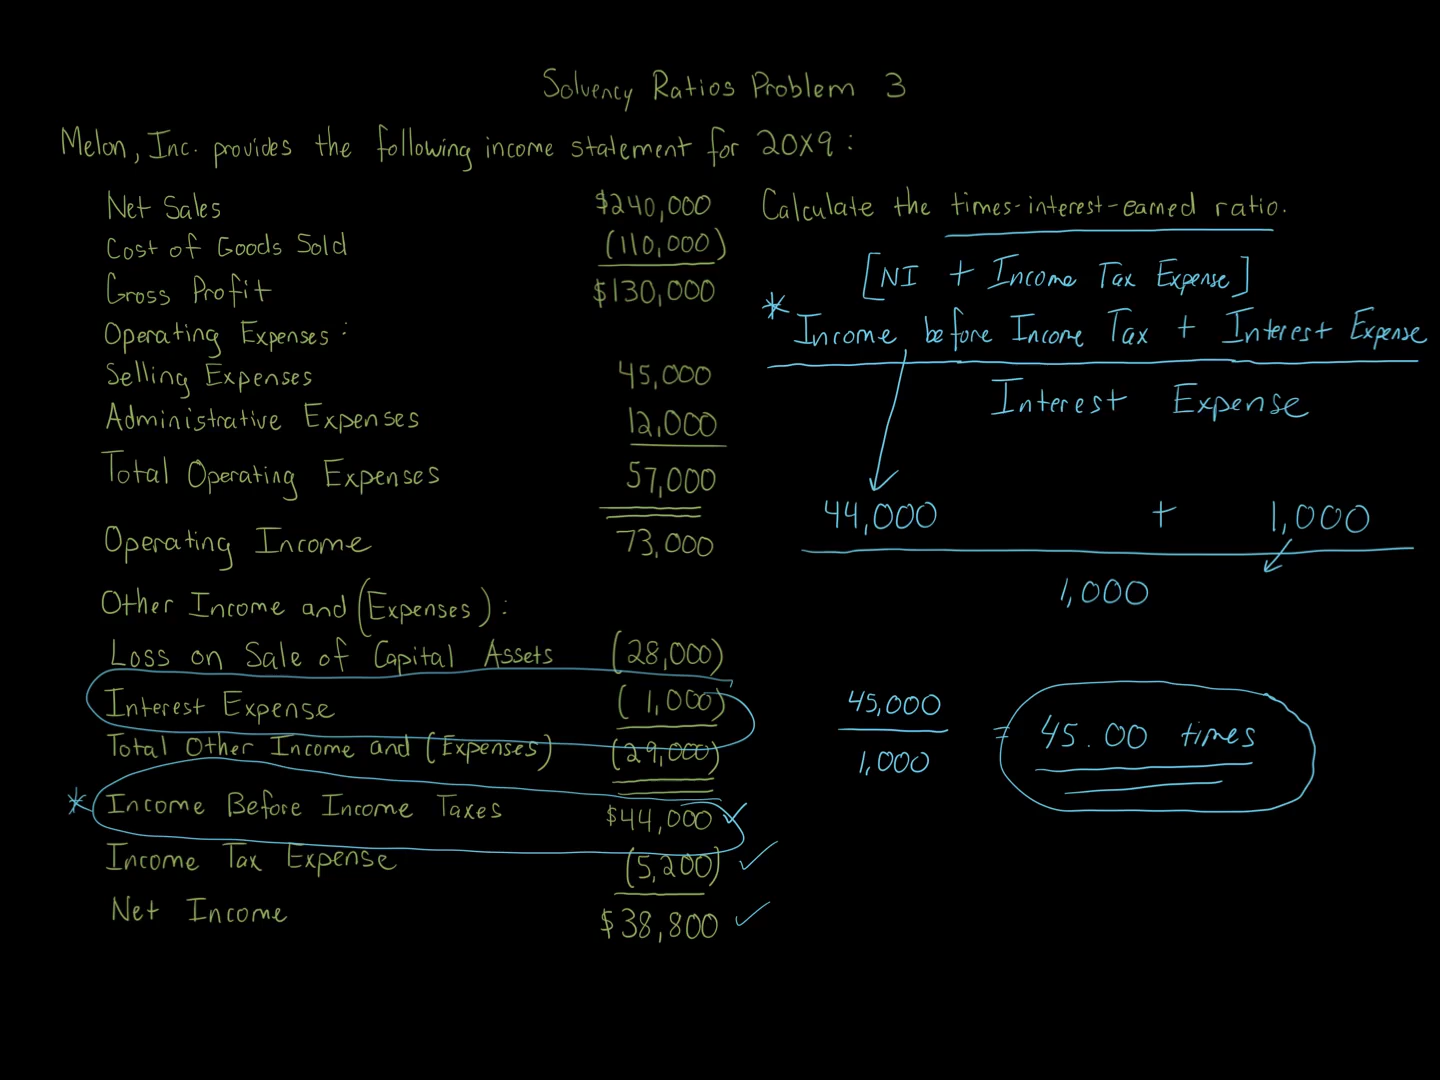 Solvency Ratios Problem 3
Melon, Inc. provides the following income statement for 20X9:
Net Sales $240,000
Cost of Goods Sold (110,000)
Gross Profit $130,000
Operating Expenses:
Selling Expenses 45,000
Administrative Expenses 12,000
Total Operating Expenses 57,000
Operating Income 73,000
Other Income and (Expenses):
Loss on Sale of Capital Assets (28,000)
Interest Expense (1,000)
Total Other Income and (Expenses) (29,000)
* Income Before Income Taxes $44,000 ✓
Income Tax Expense (5,200) ✓
Net Income $38,800 ✓
Calculate the times-interest-earned ratio.
[NI + Income Tax Expense]
* Income before Income Tax + Interest Expense
Interest Expense
44,000 + 1,000
1,000
45,000
1,000
= 45.00 times